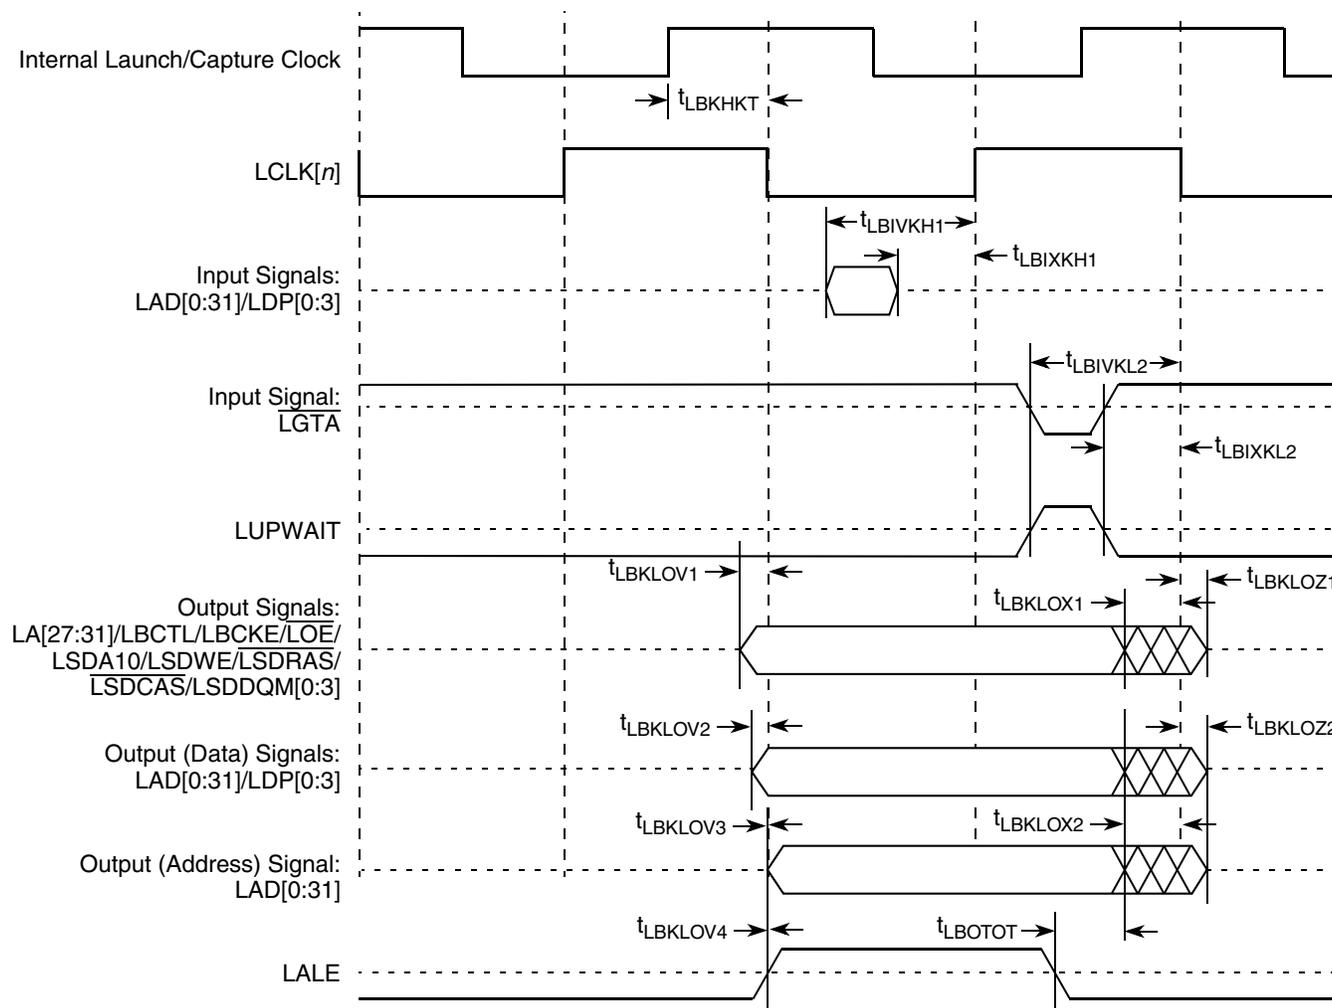 Internal Launch/Capture Clock
tLBKHKT
LCLK[n]
tLBIVKH1
tLBIXKH1
Input Signals:
LAD[0:31]/LDP[0:3]
tLBIVKL2
Input Signal:
LGTA
tLBIXKL2
LUPWAIT
tLBKLOV1
tLBKLOZ1
tLBKLOX1
Output Signals:
LA[27:31]/LBCTL/LBCKE/LOE/
LSDA10/LSDWE/LSDRAS/
LSDCAS/LSDDQM[0:3]
tLBKLOV2
tLBKLOZ2
Output (Data) Signals:
LAD[0:31]/LDP[0:3]
tLBKLOV3
tLBKLOX2
Output (Address) Signal:
LAD[0:31]
tLBKLOV4
tLBOTOT
LALE